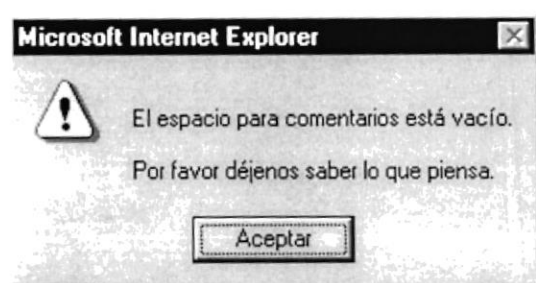 Microsoft Internet Explorer
El espacio para comentarios está vacío.
Por favor déjenos saber lo que piensa.
Aceptar